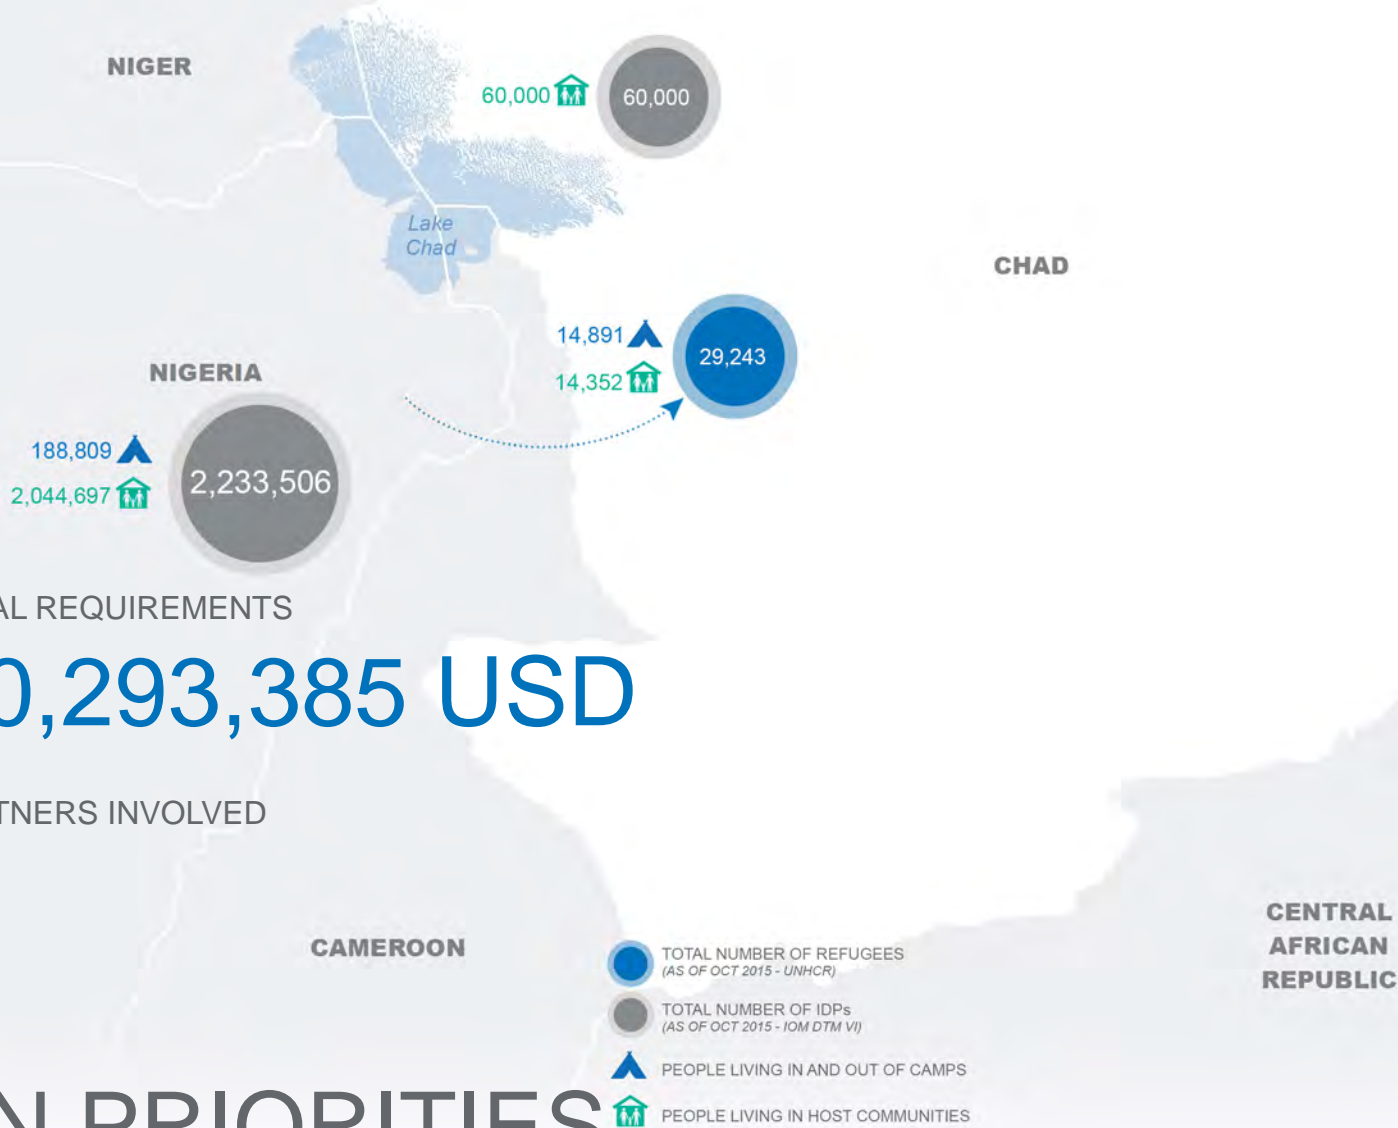 NIGER
60,000
60,000
Lake
Chad
CHAD
14,891
29,243
14,352
NIGERIA
188,809
2,233,506
2,044,697
AL REQUIREMENTS
0,293,385 USD
TNERS INVOLVED
CAMEROON
CENTRAL
AFRICAN
REPUBLIC
TOTAL NUMBER OF REFUGEES
(AS OF OCT 2015 - UNHCR)
TOTAL NUMBER OF IDPs
(AS OF OCT 2015 - IOM DTM VI)
PEOPLE LIVING IN AND OUT OF CAMPS
N PRIORITIES
PEOPLE LIVING IN HOST COMMUNITIES